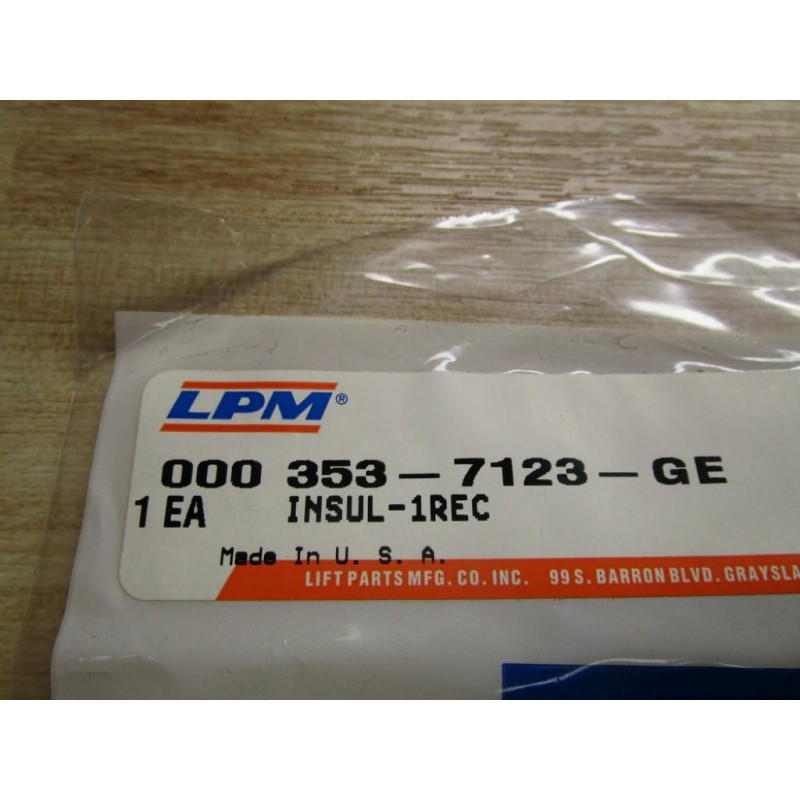 LPM®
000 353-7123-GE
1 EA INSUL-1REC
Made In U. S. A.
LIFT PARTS MFG. CO. INC. 99 S. BARRON BLVD. GRAYSLA